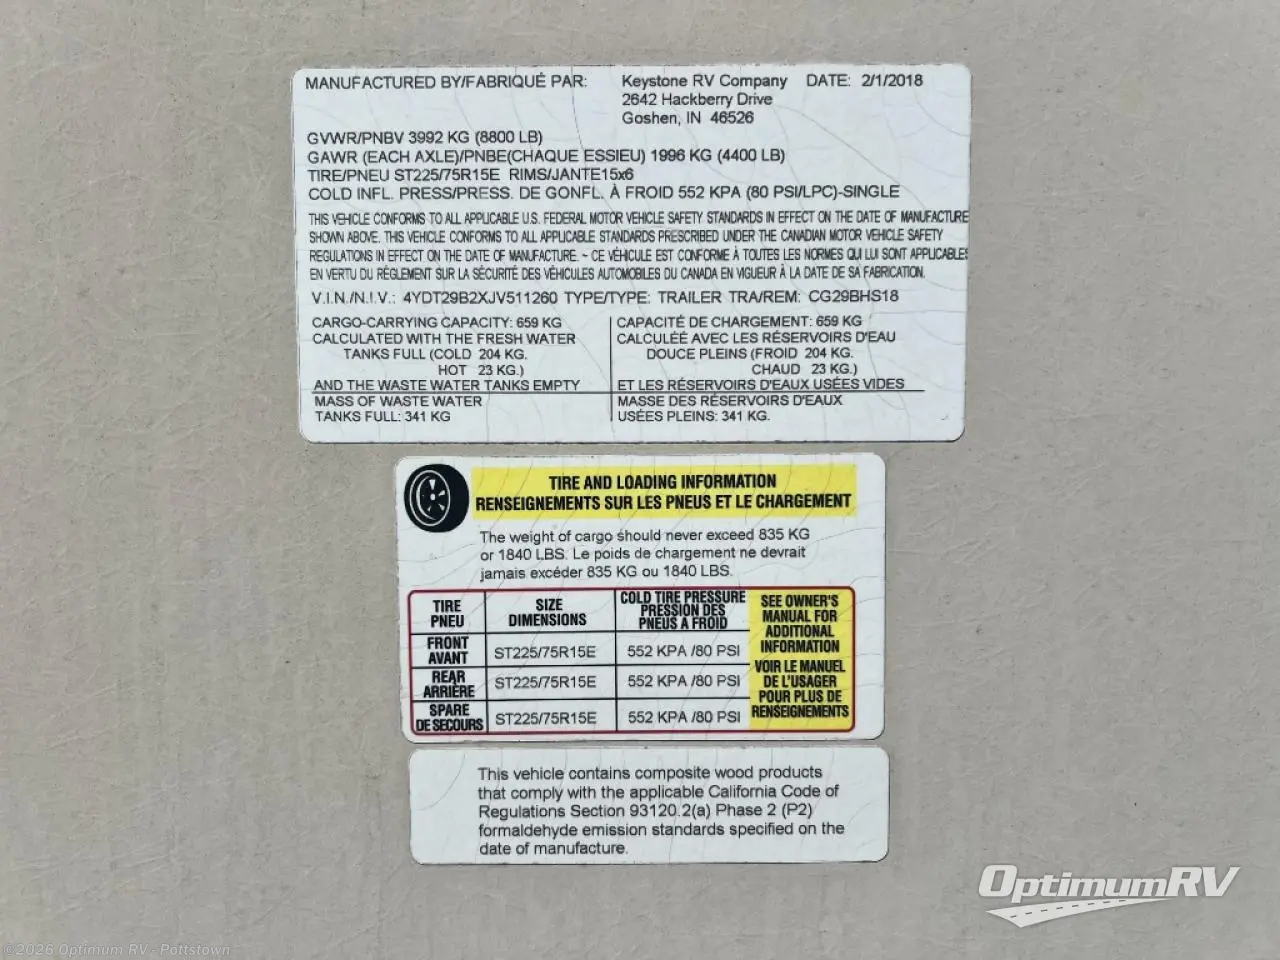 MANUFACTURED BY/FABRIQUÉ PAR: Keystone RV Company DATE: 2/1/2018
2642 Hackberry Drive
Goshen, IN 46526
GVWR/PNBV 3992 KG (8800 LB)
GAWR (EACH AXLE)/PNBE(CHAQUE ESSIEU) 1996 KG (4400 LB)
TIRE/PNEU ST225/75R15E RIMS/JANTE15x6
COLD INFL. PRESS/PRESS. DE GONFL. À FROID 552 KPA (80 PSI/LPC)-SINGLE
THIS VEHICLE CONFORMS TO ALL APPLICABLE U.S. FEDERAL MOTOR VEHICLE SAFETY STANDARDS IN EFFECT ON THE DATE OF MANUFACTURE
SHOWN ABOVE. THIS VEHICLE CONFORMS TO ALL APPLICABLE STANDARDS PRESCRIBED UNDER THE CANADIAN MOTOR VEHICLE SAFETY
REGULATIONS IN EFFECT ON THE DATE OF MANUFACTURE. ~ CE VÉHICULE EST CONFORME À TOUTES LES NORMES QUI LUI SONT APPLICABLES
EN VERTU DU RÈGLEMENT SUR LA SÉCURITÉ DES VÉHICULES AUTOMOBILES DU CANADA EN VIGUEUR À LA DATE DE SA FABRICATION.
V.I.N./N.I.V.: 4YDT29B2XJV511260 TYPE/TYPE: TRAILER TRA/REM: CG29BHS18
CARGO-CARRYING CAPACITY: 659 KG
CALCULATED WITH THE FRESH WATER
TANKS FULL (COLD 204 KG.
HOT 23 KG.)
AND THE WASTE WATER TANKS EMPTY
MASS OF WASTE WATER
TANKS FULL: 341 KG
CAPACITÉ DE CHARGEMENT: 659 KG
CALCULÉE AVEC LES RÉSERVOIRS D'EAU
DOUCE PLEINS (FROID 204 KG.
CHAUD 23 KG.)
ET LES RÉSERVOIRS D'EAUX USÉES VIDES
MASSE DES RÉSERVOIRS D'EAUX
USÉES PLEINS: 341 KG.
TIRE AND LOADING INFORMATION
RENSEIGNEMENTS SUR LES PNEUS ET LE CHARGEMENT
The weight of cargo should never exceed 835 KG
or 1840 LBS. Le poids de chargement ne devrait
jamais excéder 835 KG ou 1840 LBS.
TIRE
PNEU
SIZE
DIMENSIONS
COLD TIRE PRESSURE
PRESSION DES
PNEUS A FROID
FRONT
AVANT
ST225/75R15E 552 KPA /80 PSI
REAR
ARRIÈRE
ST225/75R15E 552 KPA /80 PSI
SPARE
DE SECOURS
ST225/75R15E 552 KPA /80 PSI
SEE OWNER'S
MANUAL FOR
ADDITIONAL
INFORMATION
VOIR LE MANUEL
DE L'USAGER
POUR PLUS DE
RENSEIGNEMENTS
This vehicle contains composite wood products
that comply with the applicable California Code of
Regulations Section 93120.2(a) Phase 2 (P2)
formaldehyde emission standards specified on the
date of manufacture.
OptimumRV
©2026 Optimum RV - Pottstown